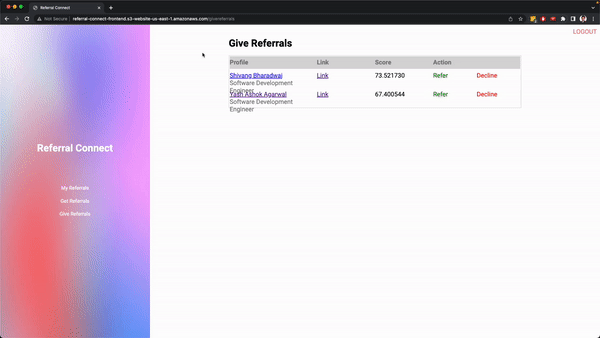 Referral Connect
Not Secure | referral-connect-frontend.s3-website-us-east-1.amazonaws.com/givereferrals
LOGOUT
Give Referrals
Profile Link Score Action
Shivang Bharadwaj Link 73.521730 Refer Decline
Software Development
Engineer
Yash Ashok Agarwal Link 67.400544 Refer Decline
Software Development
Engineer
Referral Connect
My Referrals
Get Referrals
Give Referrals